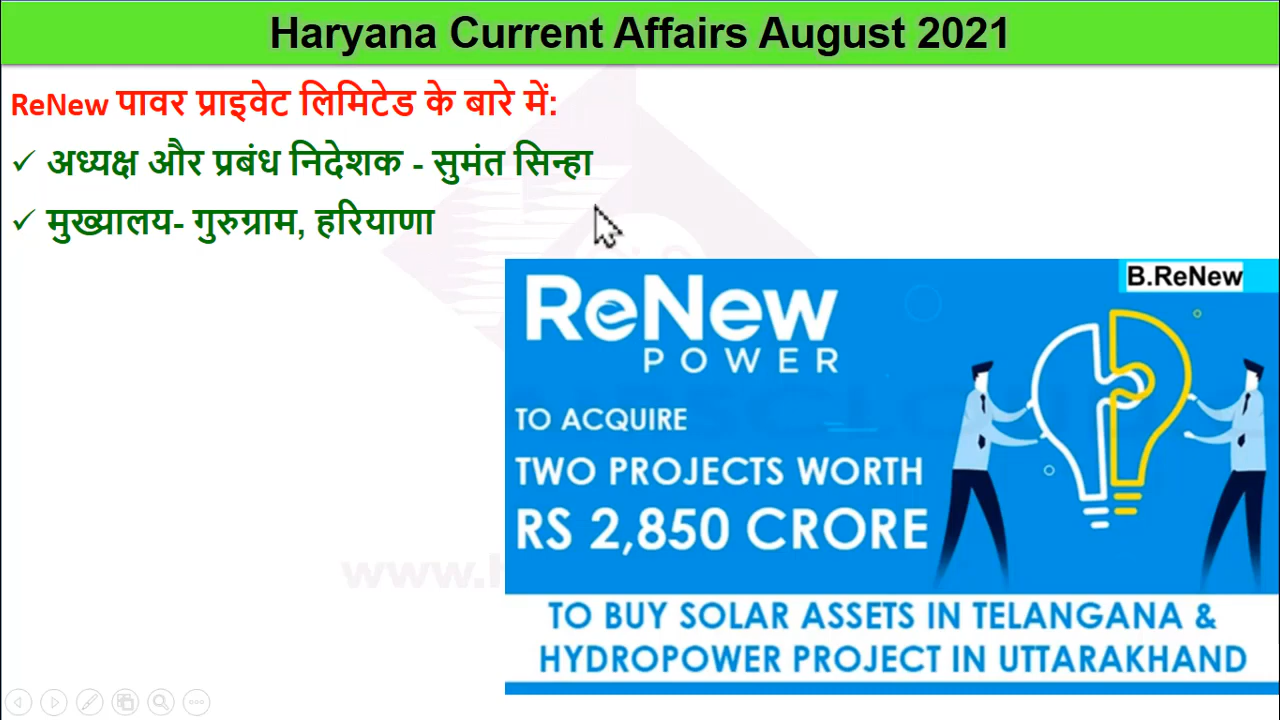 Haryana Current Affairs August 2021
ReNew पावर प्राइवेट लिमिटेड के बारे में:
✓ अध्यक्ष और प्रबंध निदेशक - सुमंत सिन्हा
✓ मुख्यालय- गुरुग्राम, हरियाणा
B.ReNew
ReNew
POWER
TO ACQUIRE
TWO PROJECTS WORTH
RS 2,850 CRORE
TO BUY SOLAR ASSETS IN TELANGANA &
HYDROPOWER PROJECT IN UTTARAKHAND